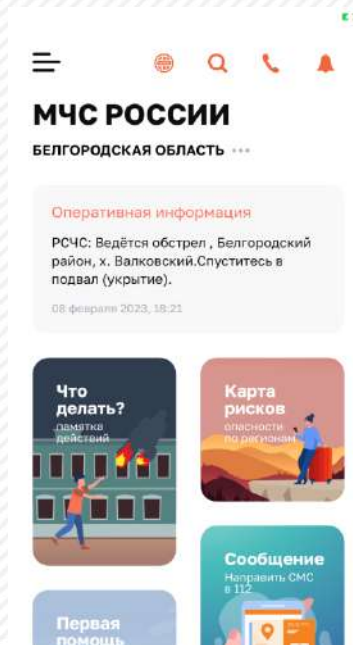 МЧС РОССИИ
БЕЛГОРОДСКАЯ ОБЛАСТЬ
Оперативная информация
РСЧС: Ведётся обстрел , Белгородский
район, х. Валковский.Спуститесь в
подвал (укрытие).
08 февраля 2023, 18:21
Что
делать?
памятка
действий
Карта
рисков
опасности
по регионам
Сообщение
Направить СМС
в 112
Первая
помощь